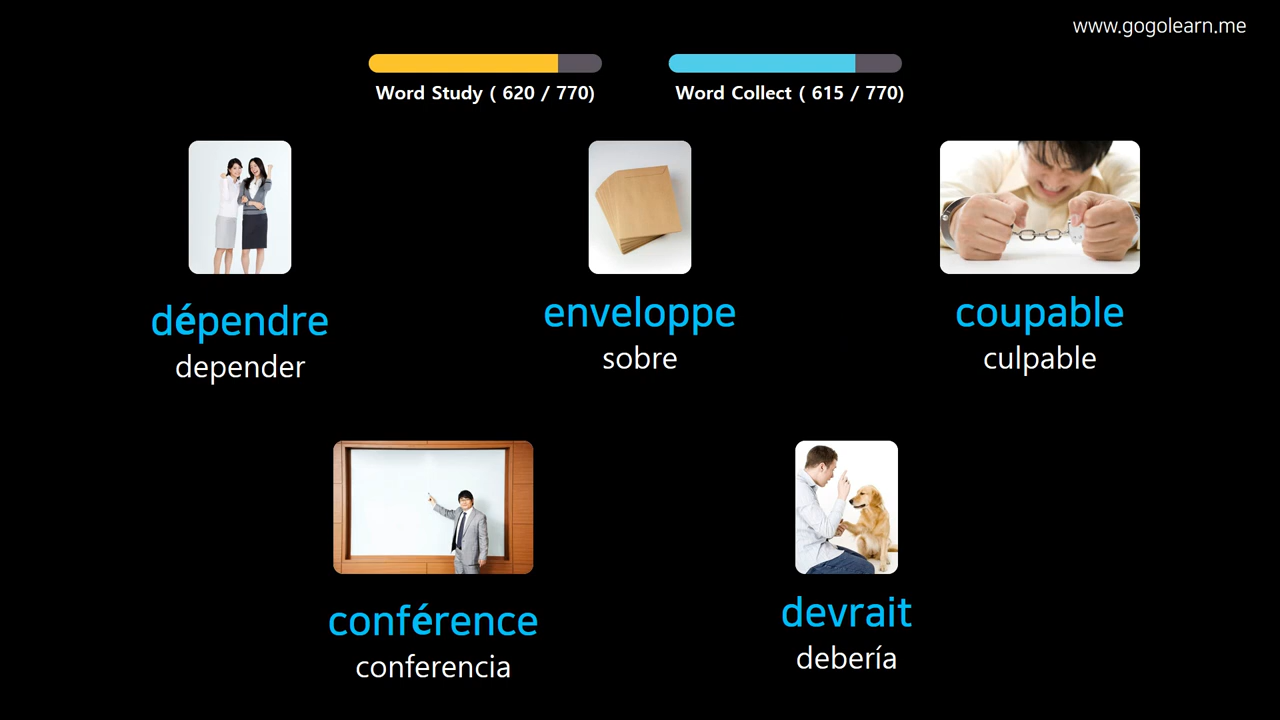 www.gogolearn.me
Word Study ( 620 / 770)
Word Collect ( 615 / 770)
dépendre
depender
enveloppe
sobre
coupable
culpable
conférence
conferencia
devrait
debería